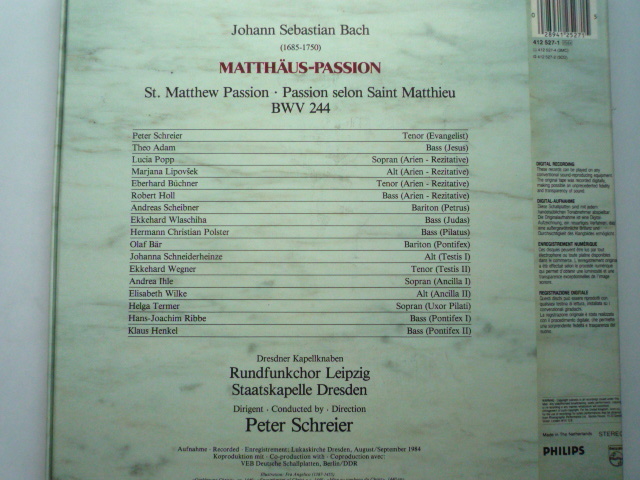 Johann Sebastian Bach
(1685-1750)
MATTHÄUS-PASSION
St. Matthew Passion · Passion selon Saint Matthieu
BWV 244
Peter Schreier Tenor (Evangelist)
Theo Adam Bass (Jesus)
Lucia Popp Sopran (Arien - Rezitative)
Marjana Lipovšek Alt (Arien - Rezitative)
Eberhard Büchner Tenor (Arien - Rezitative)
Robert Holl Bass (Arien - Rezitative)
Andreas Scheibner Bariton (Petrus)
Ekkehard Wlaschiha Bass (Judas)
Hermann Christian Polster Bass (Pilatus)
Olaf Bär Bariton (Pontifex)
Johanna Schneiderheinze Alt (Testis I)
Ekkehard Wegner Tenor (Testis II)
Andrea Ihle Sopran (Ancilla I)
Elisabeth Wilke Alt (Ancilla II)
Helga Termer Sopran (Uxor Pilati)
Hans-Joachim Ribbe Bass (Pontifex I)
Klaus Henkel Bass (Pontifex II)
Dresdner Kapellknaben
Rundfunkchor Leipzig
Staatskapelle Dresden
Dirigent · Conducted by · Direction
Peter Schreier
Aufnahme · Recorded · Enregistrement: Lukaskirche Dresden, August/September 1984
Koproduktion mit · Co-production with · Coproduction avec:
VEB Deutsche Schallplatten, Berlin/DDR
412 527-1
DIGITAL RECORDING
DIGITAL-AUFNAHME
ENREGISTREMENT NUMÉRIQUE
REGISTRAZIONE DIGITALE
Made in The Netherlands STEREO
PHILIPS